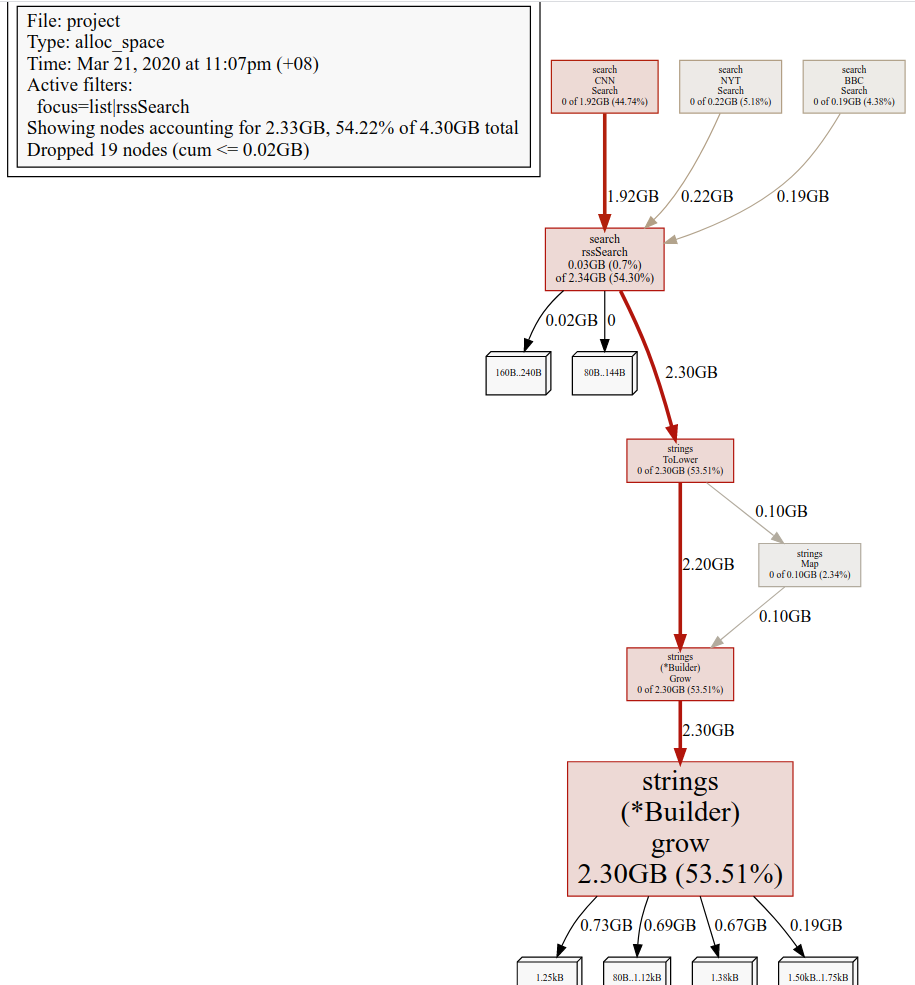 File: project
Type: alloc_space
Time: Mar 21, 2020 at 11:07pm (+08)
Active filters:
focus=list|rssSearch
Showing nodes accounting for 2.33GB, 54.22% of 4.30GB total
Dropped 19 nodes (cum <= 0.02GB)
search
CNN
Search
0 of 1.92GB (44.74%)
search
NYT
Search
0 of 0.22GB (5.18%)
search
BBC
Search
0 of 0.19GB (4.38%)
1.92GB
0.22GB
0.19GB
search
rssSearch
0.03GB (0.7%)
of 2.34GB (54.30%)
0.02GB
0
2.30GB
160B..240B
80B..144B
strings
ToLower
0 of 2.30GB (53.51%)
0.10GB
2.20GB
strings
Map
0 of 0.10GB (2.34%)
0.10GB
strings
(*Builder)
Grow
0 of 2.30GB (53.51%)
2.30GB
strings
(*Builder)
grow
2.30GB (53.51%)
0.73GB
0.69GB
0.67GB
0.19GB
1.25kB
80B..1.12kB
1.38kB
1.50kB..1.75kB